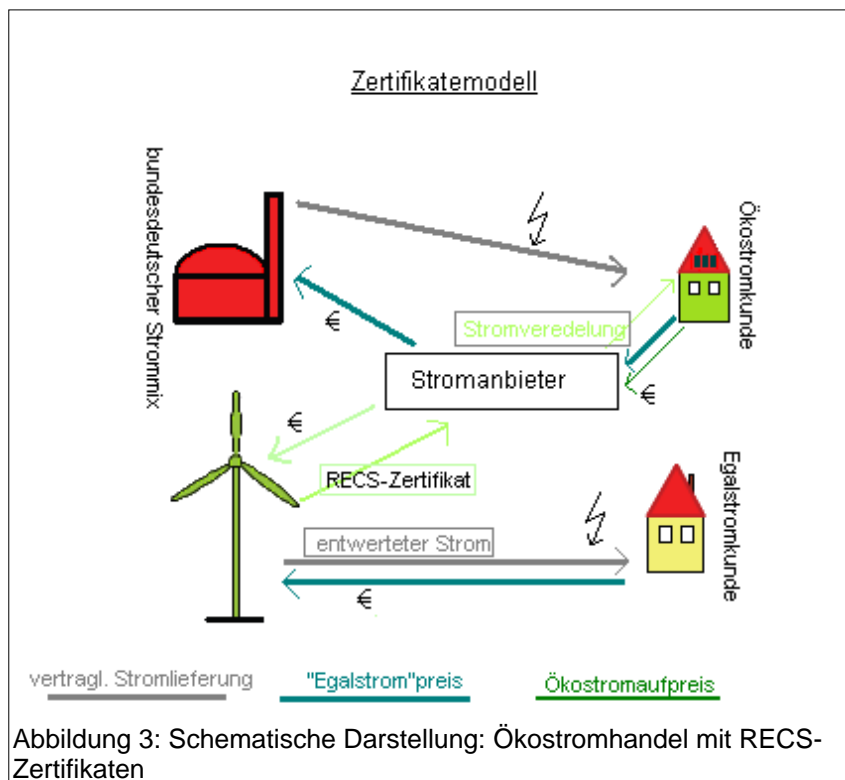 Zertifikatemodell
bundesdeutscher Strommix
Ökostromkunde
€
Stromveredelung
Stromanbieter
€
€
RECS-Zertifikat
Egalstromkunde
entwerteter Strom
€
vertragl. Stromlieferung
"Egalstrom"preis
Ökostromaufpreis
Abbildung 3: Schematische Darstellung: Ökostromhandel mit RECS-
Zertifikaten